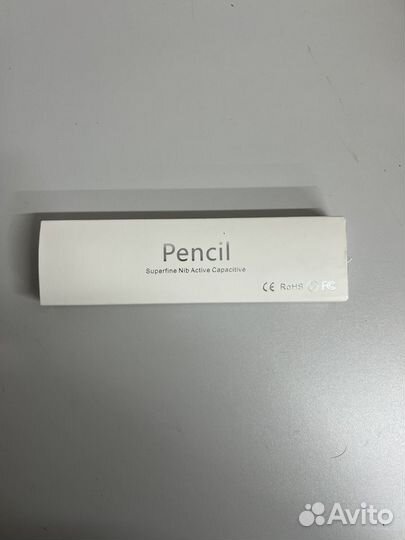 Pencil
Superfine Nib Active Capacitive
CE RoHS FC
Avito